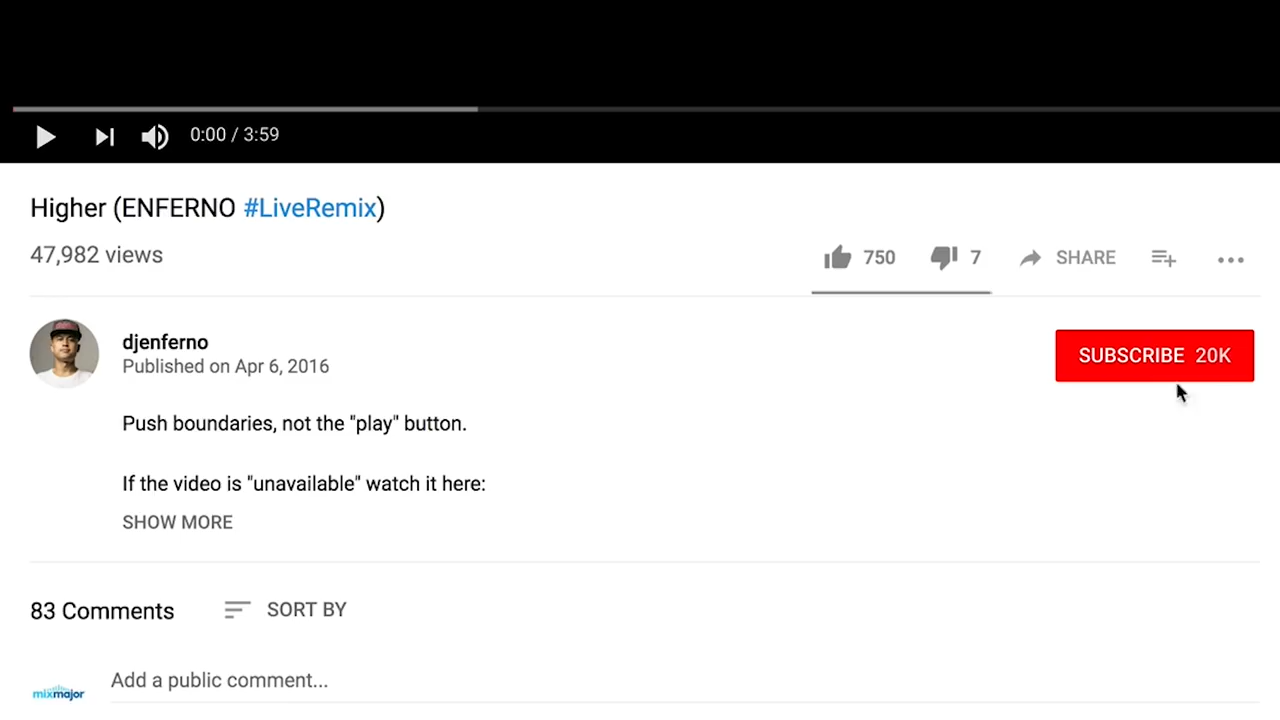 0:00 / 3:59
Higher (ENFERNO #LiveRemix)
47,982 views
750 7 SHARE
djenferno
Published on Apr 6, 2016
SUBSCRIBE 20K
Push boundaries, not the "play" button.
If the video is "unavailable" watch it here:
SHOW MORE
83 Comments SORT BY
mixmajor Add a public comment...